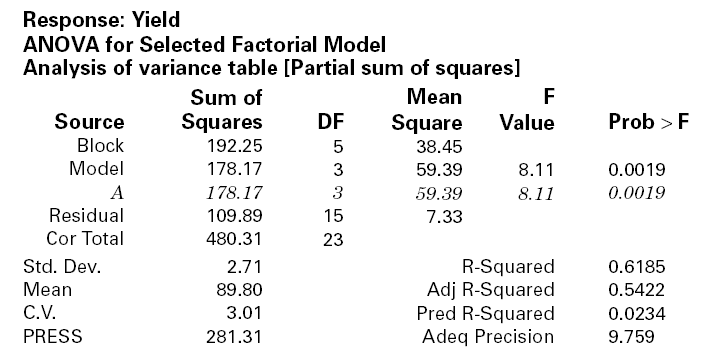 Response: Yield
ANOVA for Selected Factorial Model
Analysis of variance table [Partial sum of squares]
Sum of Mean F
Source Squares DF Square Value Prob > F
Block 192.25 5 38.45
Model 178.17 3 59.39 8.11 0.0019
A 178.17 3 59.39 8.11 0.0019
Residual 109.89 15 7.33
Cor Total 480.31 23
Std. Dev. 2.71 R-Squared 0.6185
Mean 89.80 Adj R-Squared 0.5422
C.V. 3.01 Pred R-Squared 0.0234
PRESS 281.31 Adeq Precision 9.759